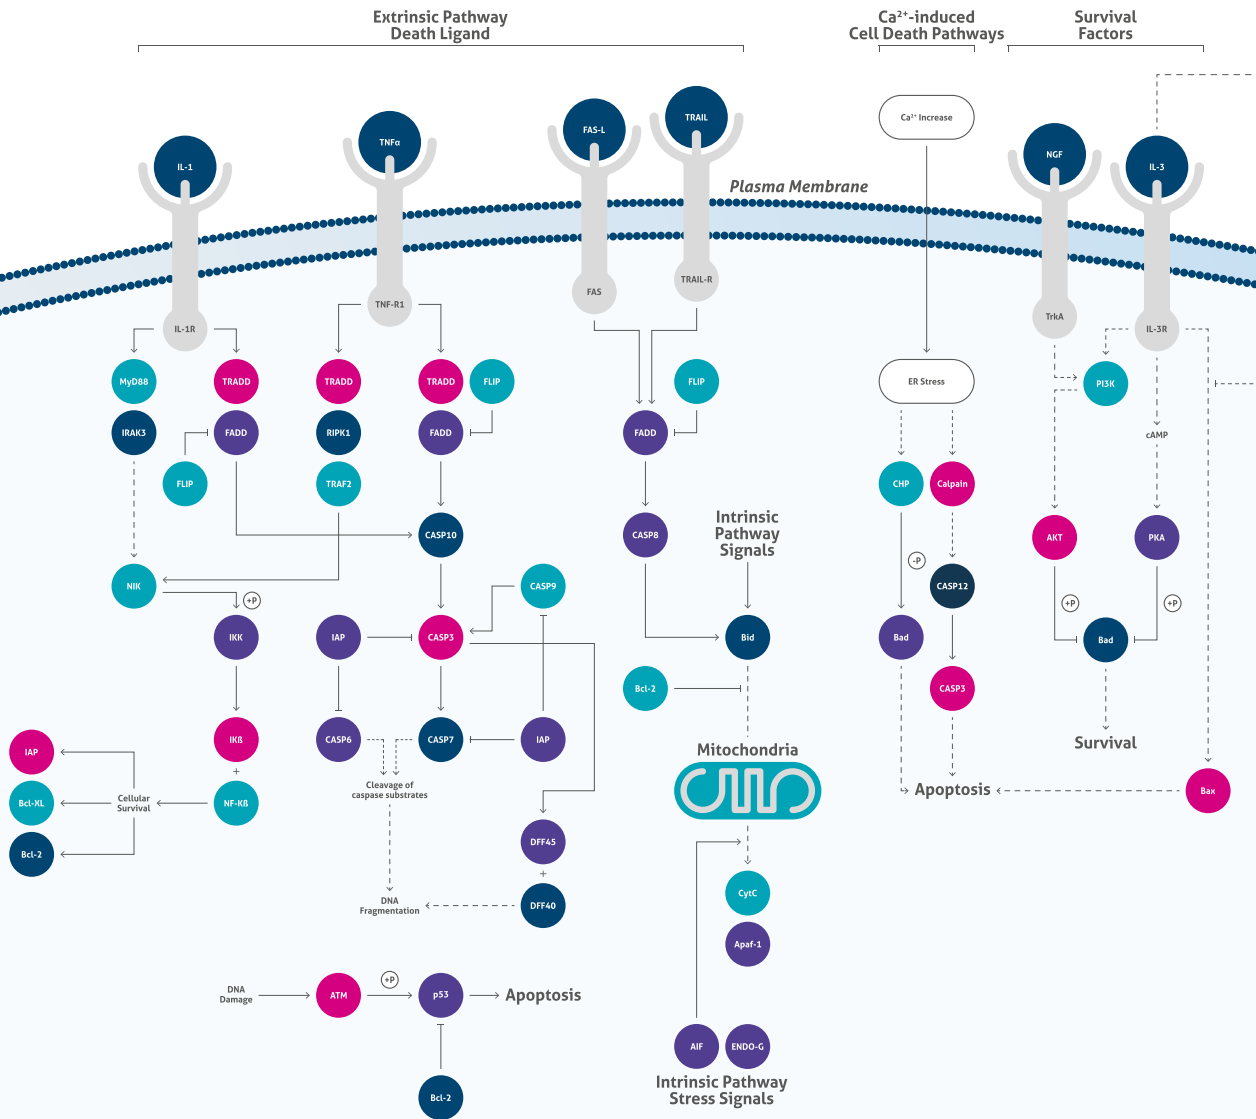 Extrinsic Pathway
Death Ligand
Ca²⁺-induced
Cell Death Pathways
Survival
Factors
IL-1
TNFα
FAS-L
TRAIL
Ca²⁺ Increase
NGF
IL-3
Plasma Membrane
IL-1R
TNF-R1
FAS
TRAIL-R
TrkA
IL-3R
MyD88
TRADD
TRADD
TRADD
FLIP
FLIP
ER Stress
PI3K
IRAK3
FADD
RIPK1
FADD
FADD
cAMP
FLIP
TRAF2
CHP
Calpain
CASP10
CASP8
Intrinsic
Pathway
Signals
AKT
PKA
NIK
CASP9
-P
CASP12
+P
+P
+P
IKK
IAP
CASP3
Bid
Bad
Bad
Bcl-2
CASP3
IKß
CASP6
CASP7
IAP
Mitochondria
Survival
IAP
+
Bcl-XL
Cellular
Survival
NF-Kß
Cleavage of
caspase substrates
Apoptosis
Bax
Bcl-2
DFF45
+
DFF40
DNA
Fragmentation
CytC
Apaf-1
DNA
Damage
ATM
+P
p53
Apoptosis
AIF
ENDO-G
Intrinsic Pathway
Stress Signals
Bcl-2